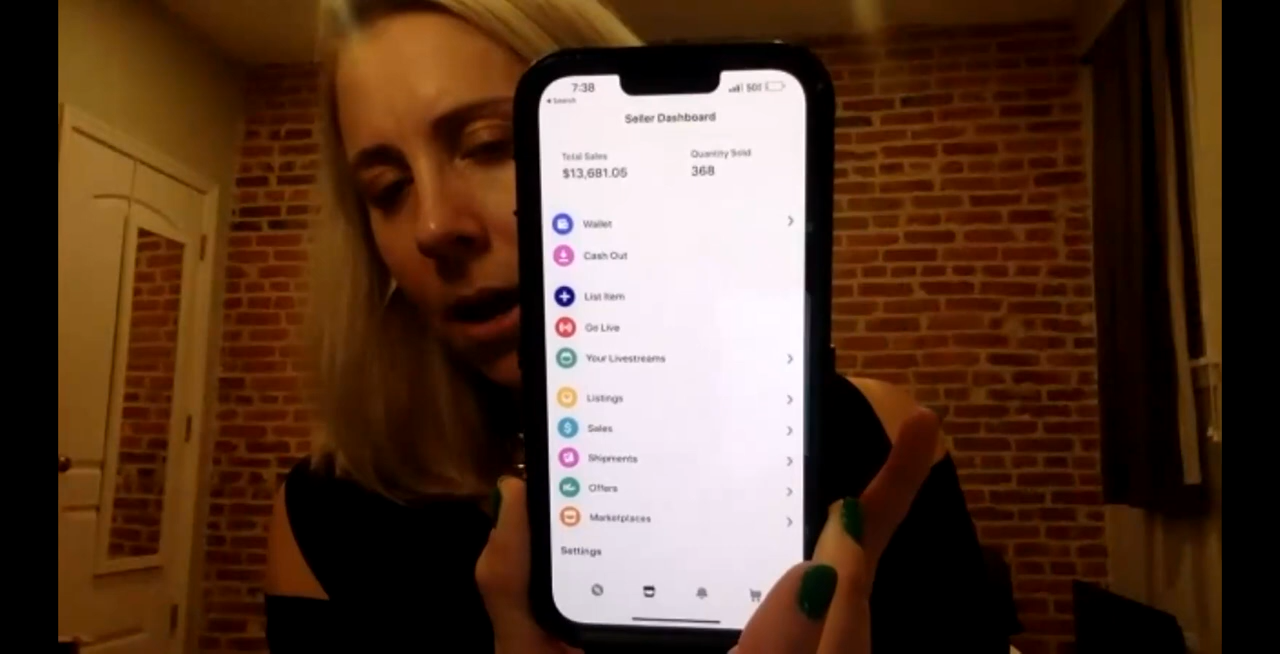 7:38
Search
Seller Dashboard
Total Sales
Quantity Sold
$13,681.05
368
Wallet
Cash Out
List Item
Go Live
Your Livestreams
Listings
Sales
Shipments
Offers
Marketplaces
Settings